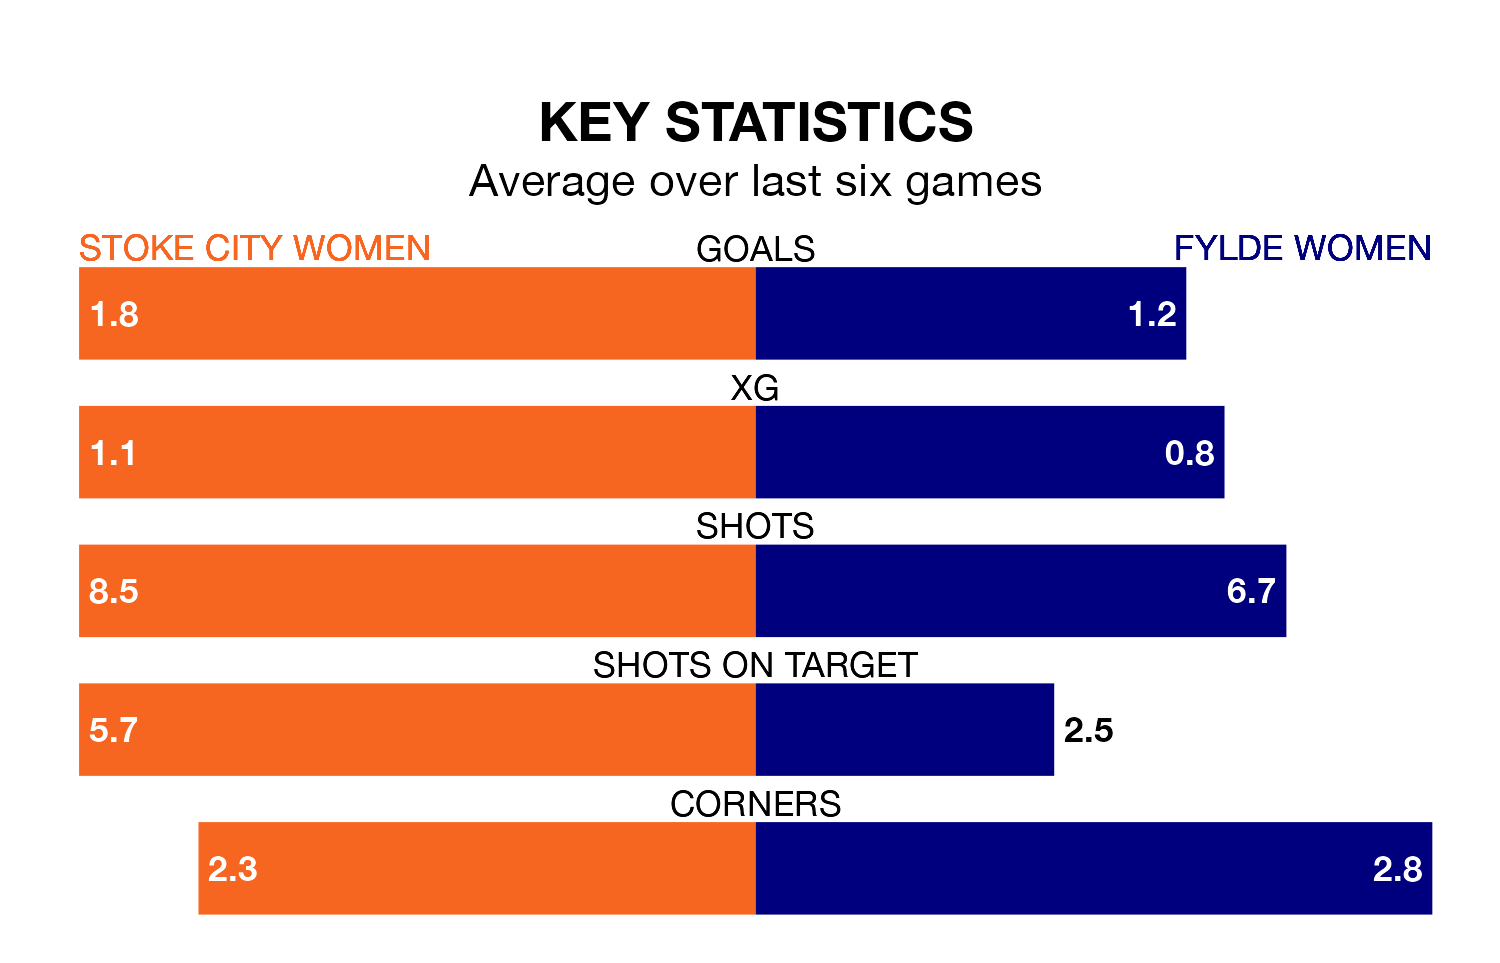 KEY STATISTICS
Average over last six games
STOKE CITY WOMEN GOALS FYLDE WOMEN
1.8 1.2
XG
1.1 0.8
SHOTS
8.5 6.7
SHOTS ON TARGET
5.7 2.5
CORNERS
2.3 2.8